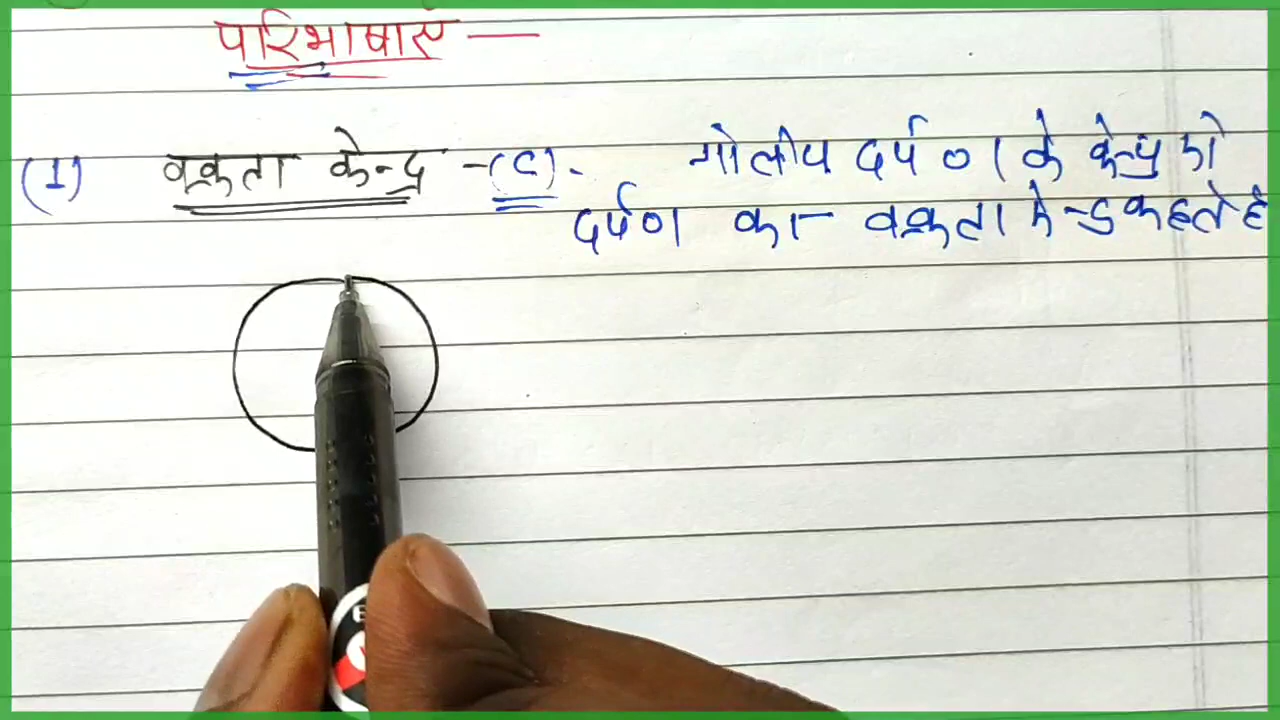 परिभाषाएं —
(1) वक्रता केन्द्र - (C). गोलीय दर्पण के केन्द्र को
दर्पण का वक्रता केन्द्र कहते है